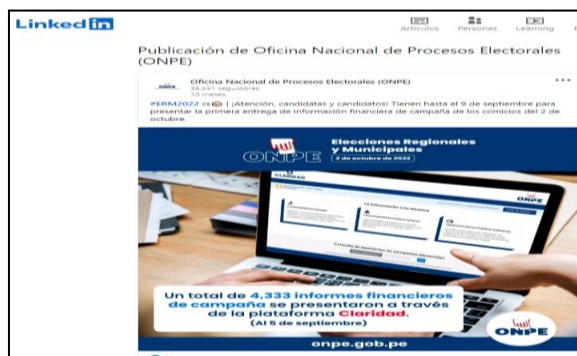 Linked in
Artículos
Personas
Learning
Publicación de Oficina Nacional de Procesos Electorales
(ONPE)
Oficina Nacional de Procesos Electorales (ONPE)
seguidores
10 meses
#ERM2022 | ¡Atención, candidatas y candidatos! Tienen hasta el 9 de septiembre para
presentar la primera entrega de información financiera de campaña de los comicios del 2 de
octubre.
ONPE
Elecciones Regionales
y Municipales
2 de octubre de 2022
CLARIDAD
La información a tu alcance
ONPE
Un total de 4,333 informes financieros
de campaña se presentaron a través
de la plataforma Claridad.
(Al 5 de septiembre)
ONPE
onpe.gob.pe